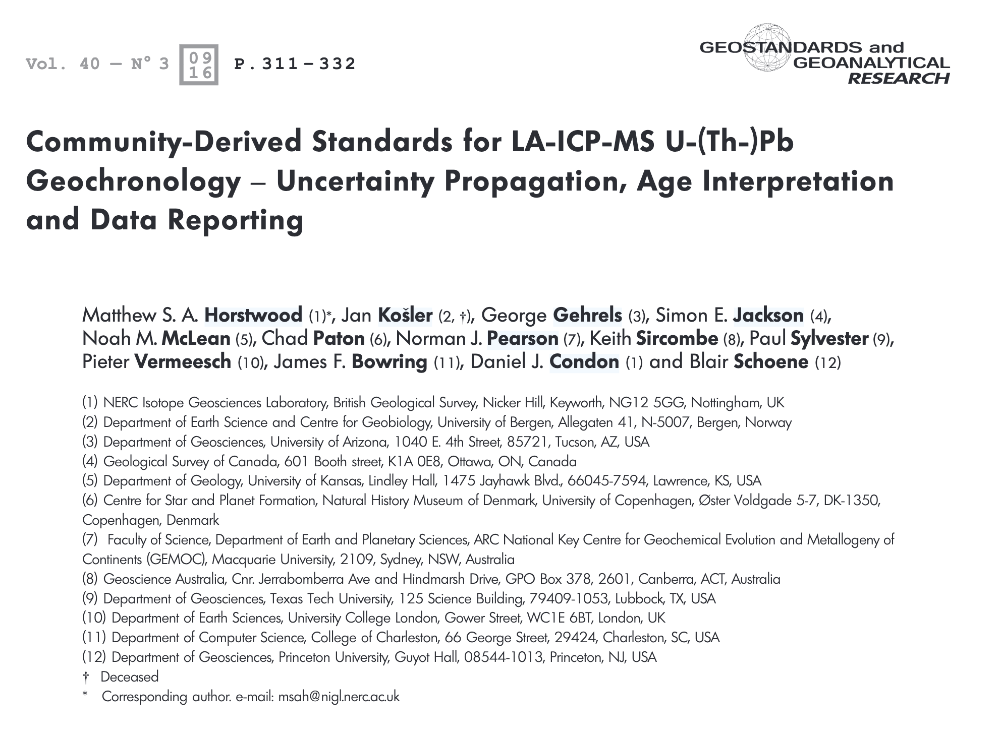 Vol. 40 — N° 3 09 16 P. 311 – 332
GEOSTANDARDS and
GEOANALYTICAL
RESEARCH
Community-Derived Standards for LA-ICP-MS U-(Th-)Pb
Geochronology – Uncertainty Propagation, Age Interpretation
and Data Reporting
Matthew S. A. Horstwood (1)*, Jan Košler (2, †), George Gehrels (3), Simon E. Jackson (4),
Noah M. McLean (5), Chad Paton (6), Norman J. Pearson (7), Keith Sircombe (8), Paul Sylvester (9),
Pieter Vermeesch (10), James F. Bowring (11), Daniel J. Condon (1) and Blair Schoene (12)
(1) NERC Isotope Geosciences Laboratory, British Geological Survey, Nicker Hill, Keyworth, NG12 5GG, Nottingham, UK
(2) Department of Earth Science and Centre for Geobiology, University of Bergen, Allegaten 41, N-5007, Bergen, Norway
(3) Department of Geosciences, University of Arizona, 1040 E. 4th Street, 85721, Tucson, AZ, USA
(4) Geological Survey of Canada, 601 Booth street, K1A 0E8, Ottawa, ON, Canada
(5) Department of Geology, University of Kansas, Lindley Hall, 1475 Jayhawk Blvd., 66045-7594, Lawrence, KS, USA
(6) Centre for Star and Planet Formation, Natural History Museum of Denmark, University of Copenhagen, Øster Voldgade 5-7, DK-1350,
Copenhagen, Denmark
(7) Faculty of Science, Department of Earth and Planetary Sciences, ARC National Key Centre for Geochemical Evolution and Metallogeny of
Continents (GEMOC), Macquarie University, 2109, Sydney, NSW, Australia
(8) Geoscience Australia, Cnr. Jerrabomberra Ave and Hindmarsh Drive, GPO Box 378, 2601, Canberra, ACT, Australia
(9) Department of Geosciences, Texas Tech University, 125 Science Building, 79409-1053, Lubbock, TX, USA
(10) Department of Earth Sciences, University College London, Gower Street, WC1E 6BT, London, UK
(11) Department of Computer Science, College of Charleston, 66 George Street, 29424, Charleston, SC, USA
(12) Department of Geosciences, Princeton University, Guyot Hall, 08544-1013, Princeton, NJ, USA
† Deceased
* Corresponding author. e-mail: msah@nigl.nerc.ac.uk